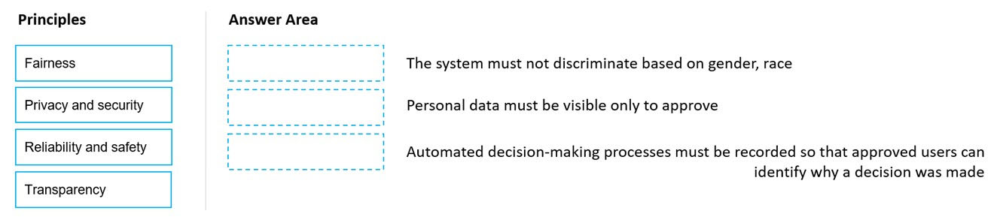 Principles
Answer Area
Fairness
The system must not discriminate based on gender, race
Privacy and security
Personal data must be visible only to approve
Reliability and safety
Automated decision-making processes must be recorded so that approved users can
identify why a decision was made
Transparency